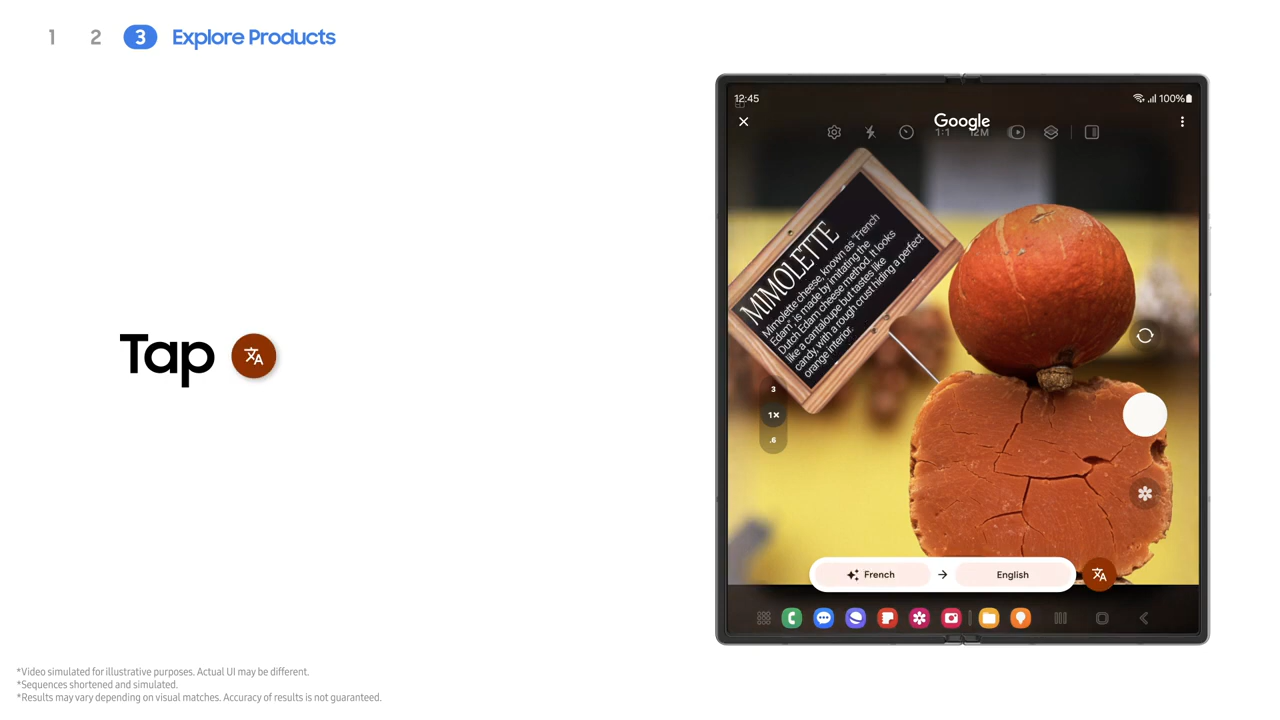 1 2 3 Explore Products
Tap
12:45
100%
Google
1:1 12M
MIMOLETTE
Mimolette cheese, known as "French
Edam", is made by imitating the
Dutch Edam cheese method. It looks
like a cantaloupe but tastes like
candy, with a rough crust hiding a perfect
orange interior.
3
1×
.6
French → English
*Video simulated for illustrative purposes. Actual UI may be different.
*Sequences shortened and simulated.
*Results may vary depending on visual matches. Accuracy of results is not guaranteed.